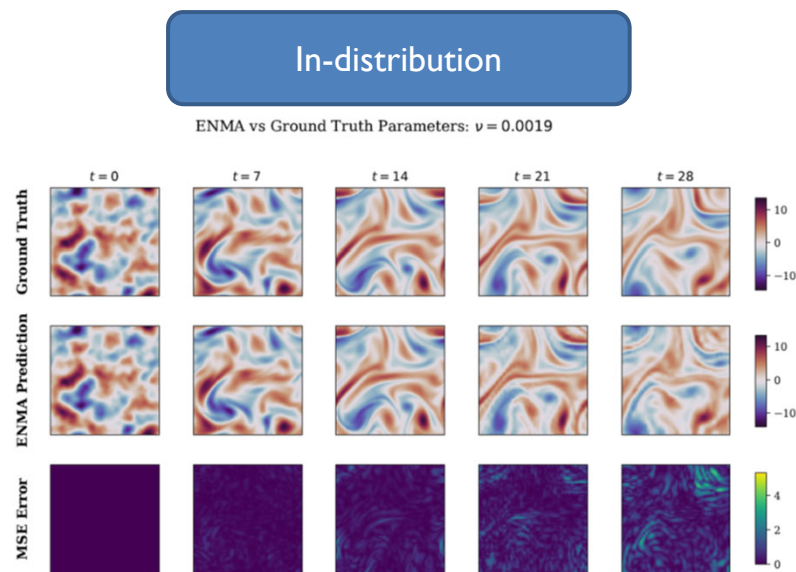 In-distribution
ENMA vs Ground Truth Parameters: ν = 0.0019
t = 0 t = 7 t = 14 t = 21 t = 28
Ground Truth
10
0
−10
ENMA Prediction
10
0
−10
MSE Error
4
2
0